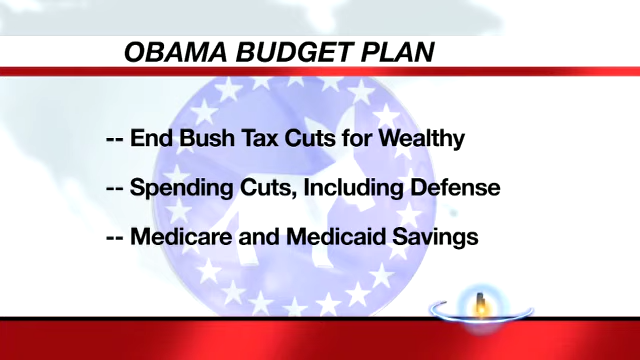 OBAMA BUDGET PLAN
-- End Bush Tax Cuts for Wealthy
-- Spending Cuts, Including Defense
-- Medicare and Medicaid Savings